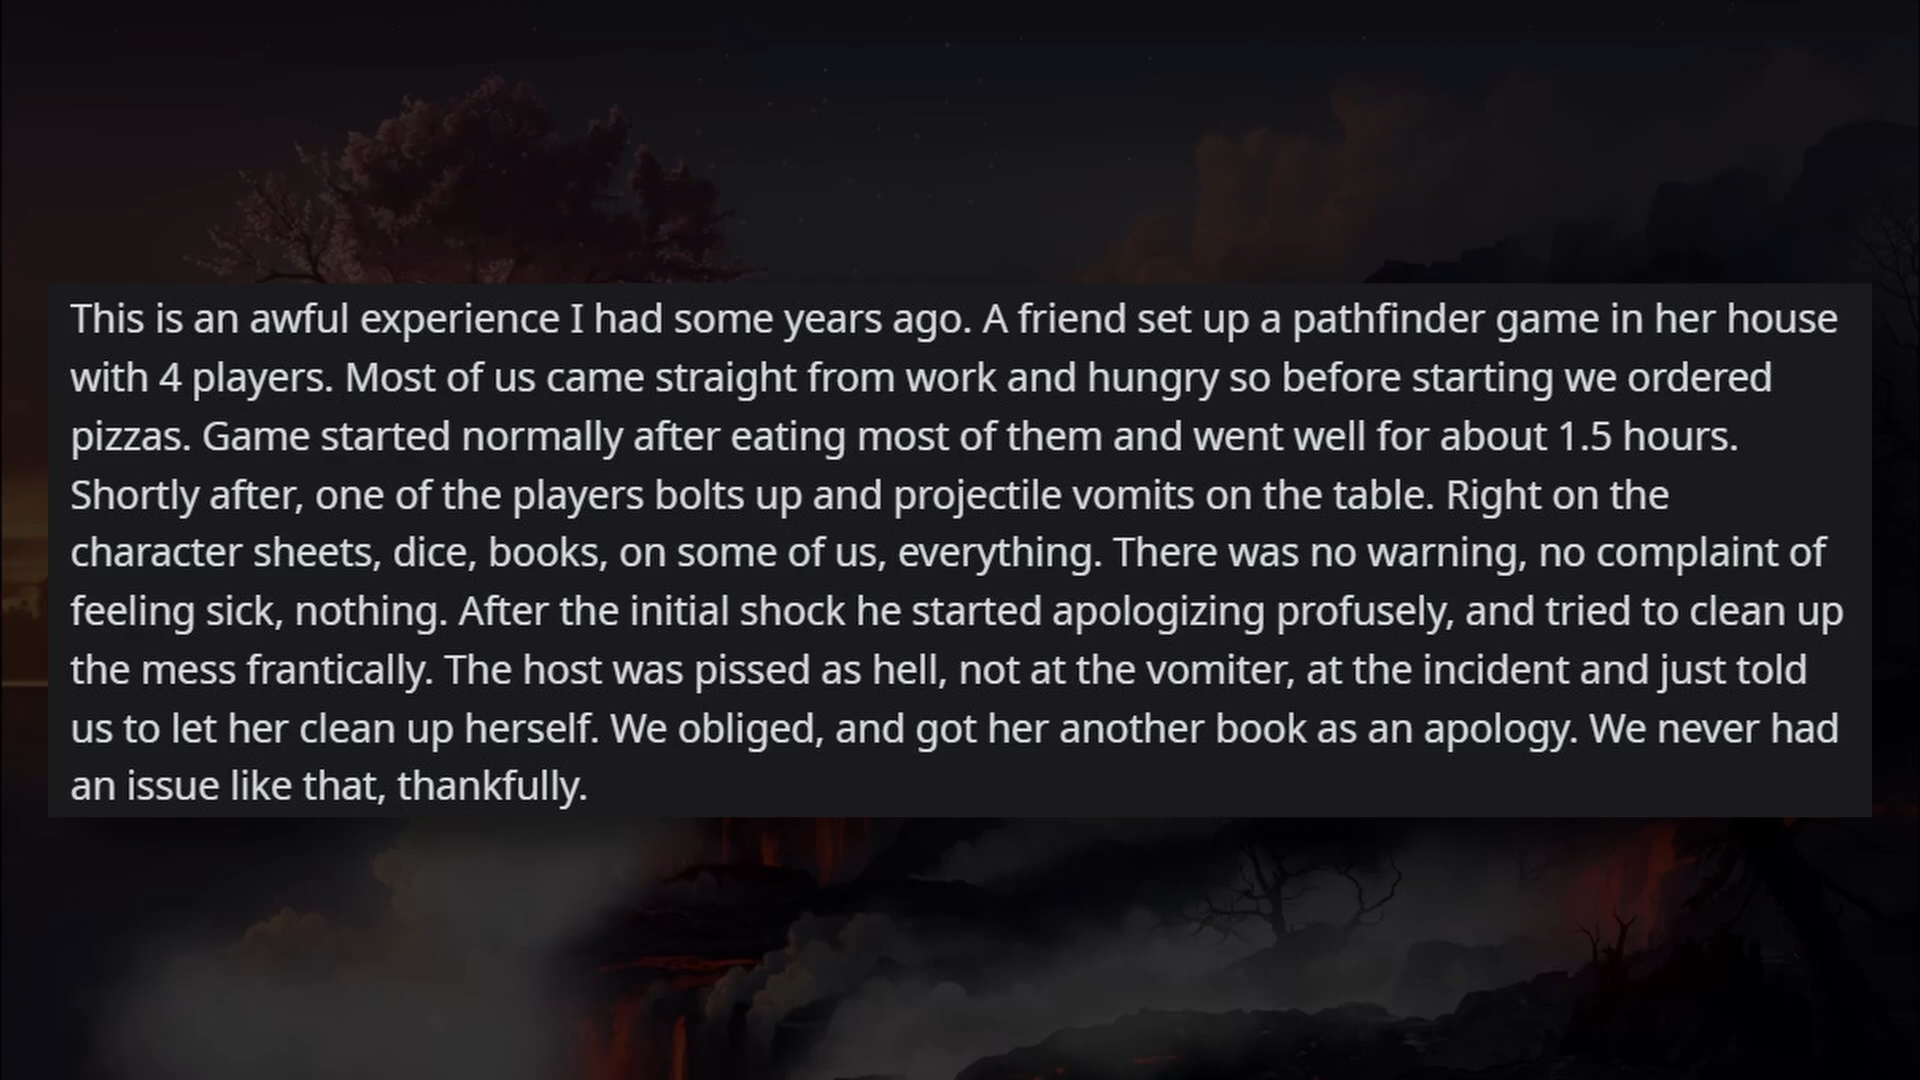 This is an awful experience I had some years ago. A friend set up a pathfinder game in her house
with 4 players. Most of us came straight from work and hungry so before starting we ordered
pizzas. Game started normally after eating most of them and went well for about 1.5 hours.
Shortly after, one of the players bolts up and projectile vomits on the table. Right on the
character sheets, dice, books, on some of us, everything. There was no warning, no complaint of
feeling sick, nothing. After the initial shock he started apologizing profusely, and tried to clean up
the mess frantically. The host was pissed as hell, not at the vomiter, at the incident and just told
us to let her clean up herself. We obliged, and got her another book as an apology. We never had
an issue like that, thankfully.